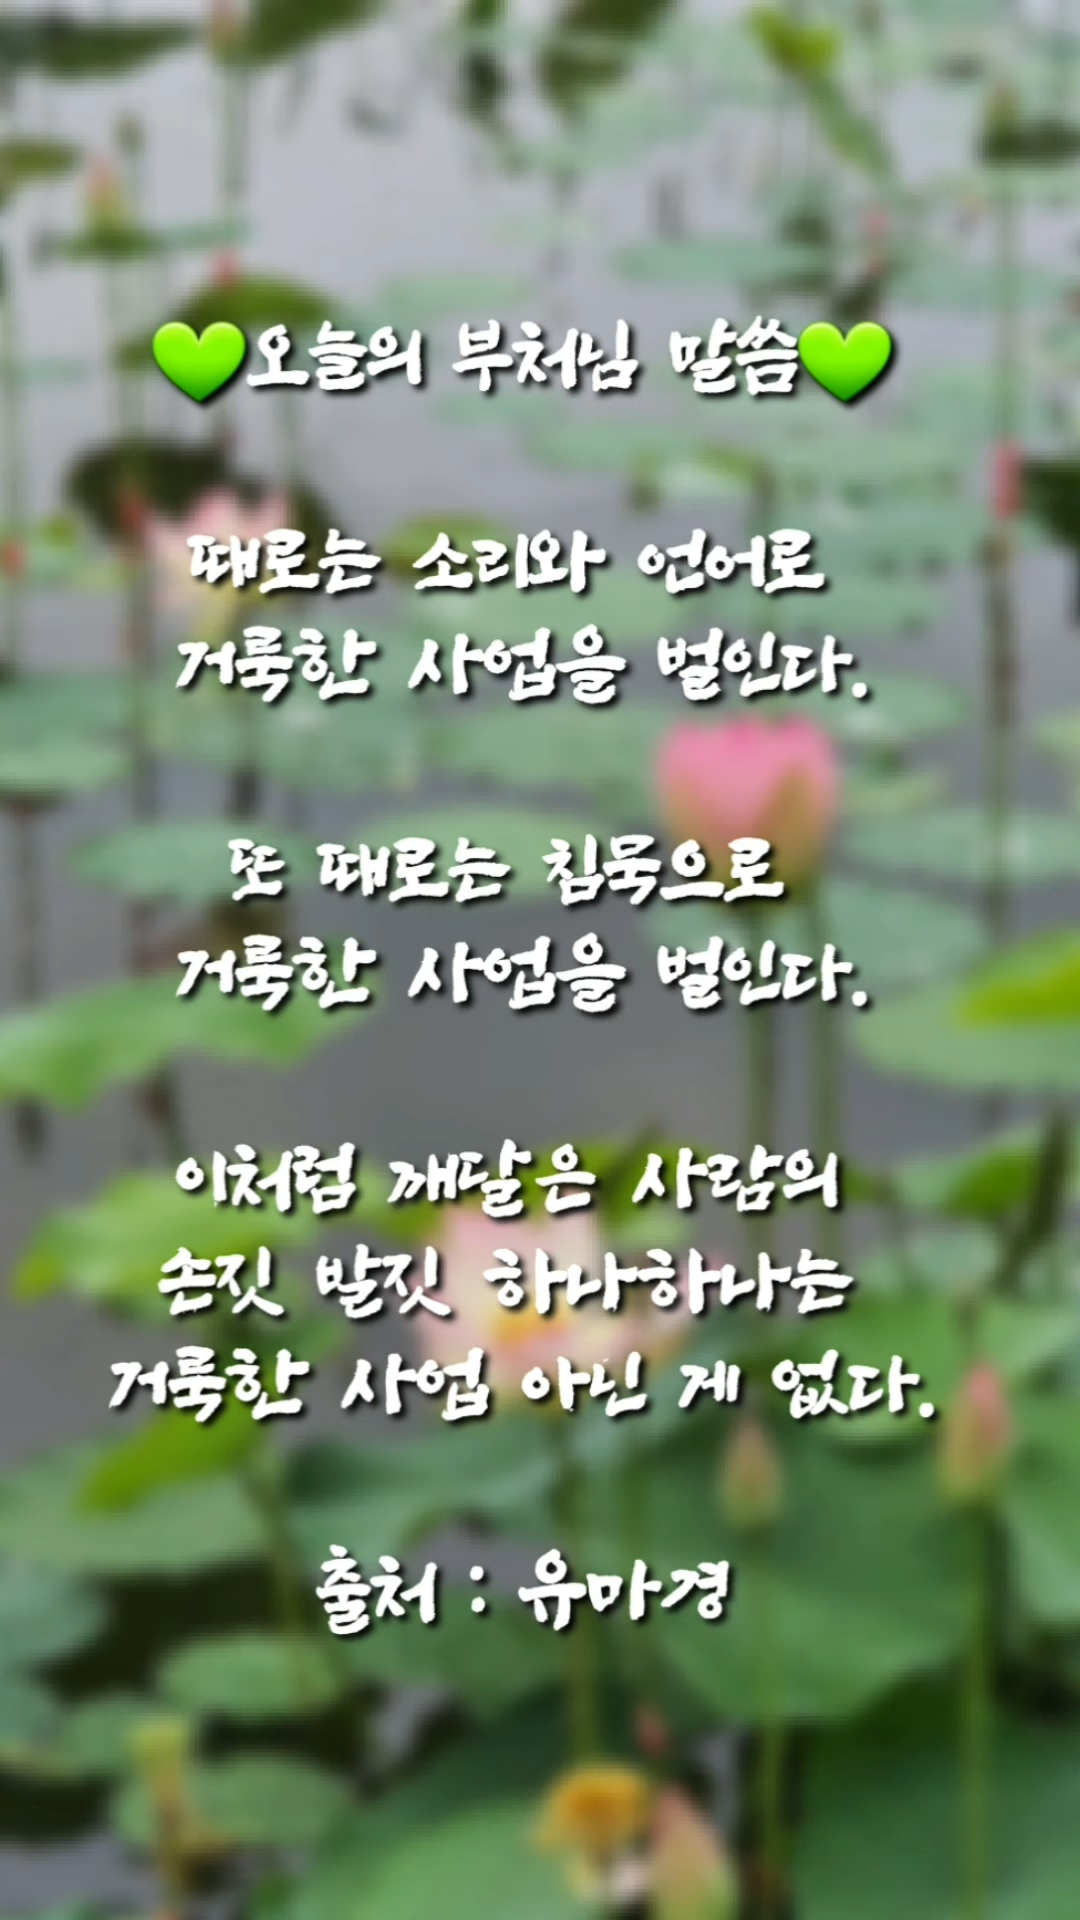 💚오늘의 부처님 말씀💚
때로는 소리와 언어로
거룩한 사업을 벌인다.
또 때로는 침묵으로
거룩한 사업을 벌인다.
이처럼 깨달은 사람의
손짓 발짓 하나하나는
거룩한 사업 아닌 게 없다.
출처 : 유마경